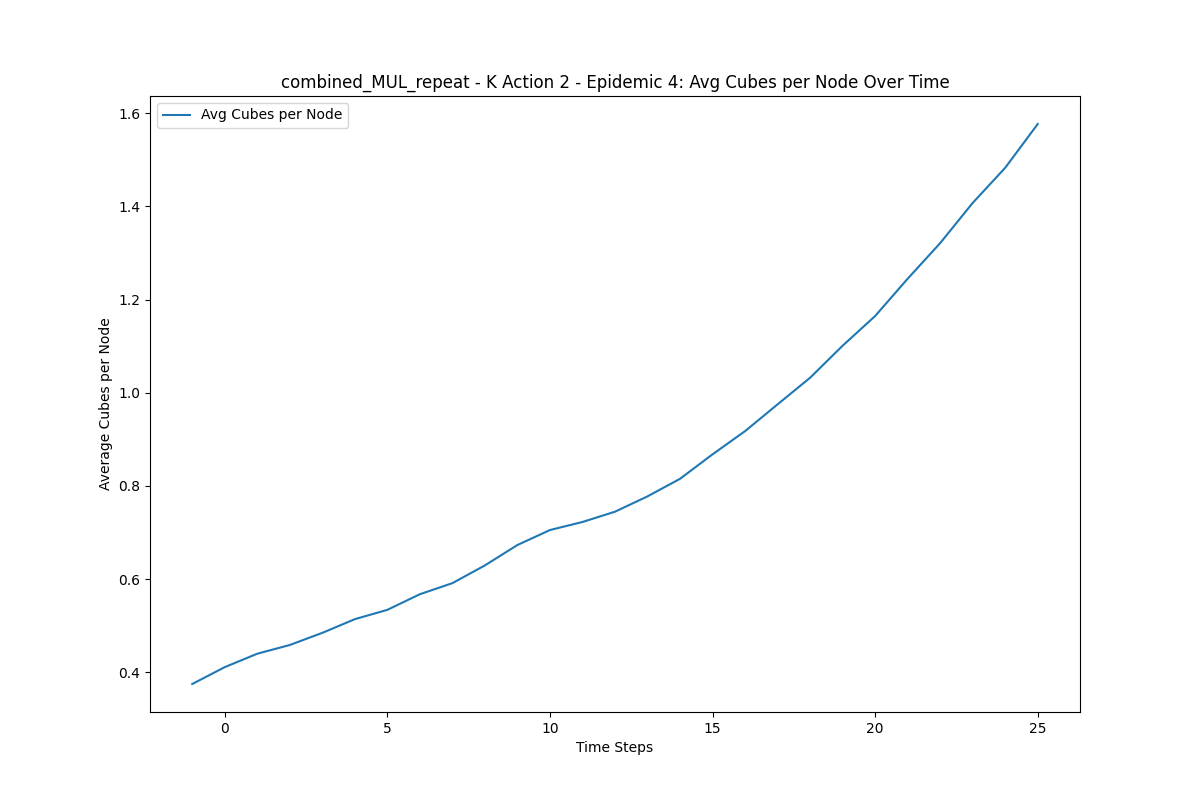 combined_MUL_repeat - K Action 2 - Epidemic 4: Avg Cubes per Node Over Time
Avg Cubes per Node
Average Cubes per Node
1.6
1.4
1.2
1.0
0.8
0.6
0.4
0 5 10 15 20 25
Time Steps